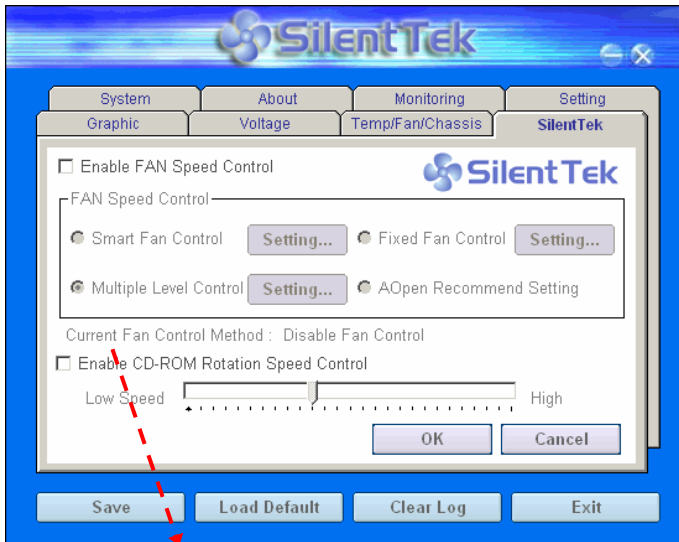 SilentTek
System About Monitoring Setting
Graphic Voltage Temp/Fan/Chassis SilentTek
Enable FAN Speed Control
SilentTek
FAN Speed Control
Smart Fan Control Setting... Fixed Fan Control Setting...
Multiple Level Control Setting... AOpen Recommend Setting
Current Fan Control Method : Disable Fan Control
Enable CD-ROM Rotation Speed Control
Low Speed High
OK Cancel
Save Load Default Clear Log Exit